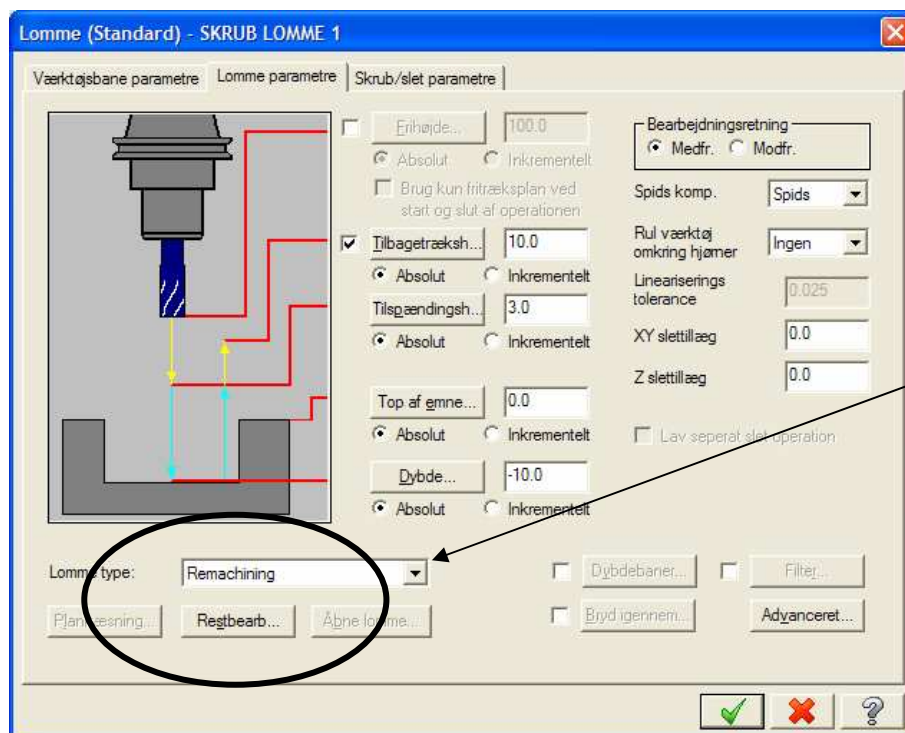 Lomme (Standard) - SKRUB LOMME 1
Værktøjsbane parametre
Lomme parametre
Skrub/slet parametre
Erihøjde...
100.0
Absolut
Inkrementelt
Brug kun fritræksplan ved
start og slut af operationen
Tilbagetræksh...
10.0
Absolut
Inkrementelt
Tilspændingsh...
3.0
Absolut
Inkrementelt
Top af emne...
0.0
Absolut
Inkrementelt
Dybde...
-10.0
Absolut
Inkrementelt
Bearbejdningsretning
Medfr.
Modfr.
Spids komp.
Spids
Rul værktøj
omkring hjørner
Ingen
Lineariserings
tolerance
0.025
XY slettillæg
0.0
Z slettillæg
0.0
Lav seperat slet operation
Lomme type:
Remachining
Restbearb...
Åbne lomme...
Dybdebaner...
Filter...
Bryd igennem...
Advanceret...